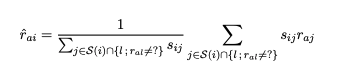 $$\hat{r}_{ai} = \frac{1}{\sum_{j \in \mathcal{S}(i) \cap \{l\,;\, r_{al} \neq ?\}} s_{ij}} \sum_{j \in \mathcal{S}(i) \cap \{l\,;\, r_{al} \neq ?\}} s_{ij} r_{aj}$$